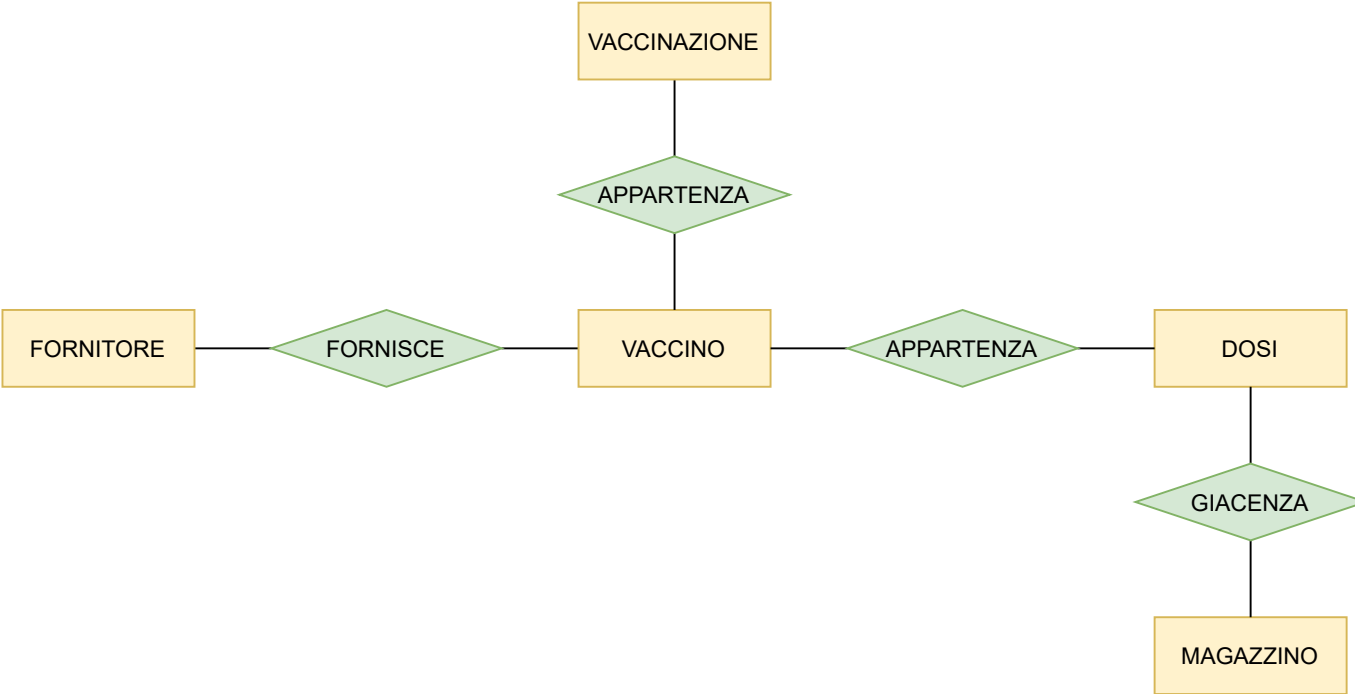 VACCINAZIONE
APPARTENZA
FORNITORE
FORNISCE
VACCINO
APPARTENZA
DOSI
GIACENZA
MAGAZZINO